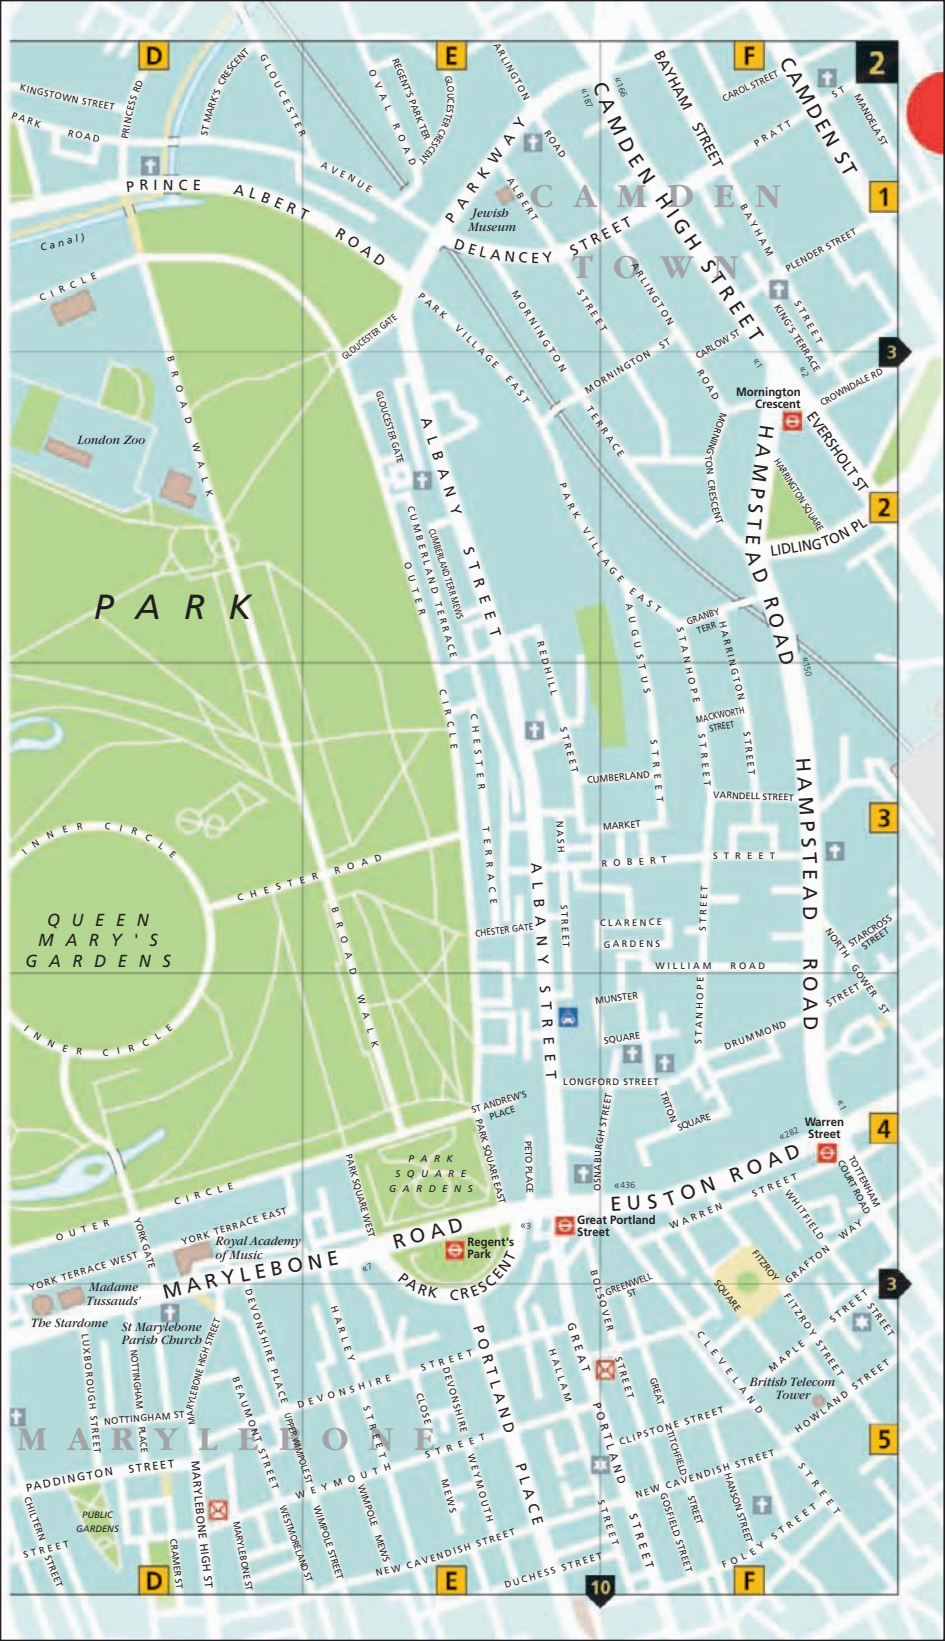 D
E
F
2
KINGSTOWN STREET
PRINCESS RD
ST MARK'S CRESCENT
GLOUCESTER
AVENUE
OVAL ROAD
REGENT'S PARK TER
GLOUCESTER CRESCENT
ARLINGTON
ROAD
«187
«166
BAYHAM STREET
CAROL STREET
CAMDEN ST
ST
MANDELA ST
PRATT
PARK ROAD
PRINCE ALBERT ROAD
PARKWAY
ALBERT
CAMDEN
TOWN
CAMDEN HIGH STREET
1
Jewish
Museum
Canal)
CIRCLE
DELANCEY STREET
BAYHAM
STREET
PLENDER STREET
GLOUCESTER GATE
PARK VILLAGE EAST
MORNINGTON
TERRACE
STREET
ARLINGTON
ROAD
MORNINGTON ST
CARLOW ST
KING'S TERRACE
«1
«2
CROWNDALE RD
3
BROAD WALK
London Zoo
GLOUCESTER GATE
ALBANY STREET
Mornington
Crescent
MORNINGTON CRESCENT
HAMPSTEAD ROAD
HARRINGTON SQUARE
EVERSHOLT ST
LIDLINGTON PL
2
PARK VILLAGE EAST
CUMBERLAND TERR MEWS
CUMBERLAND TERRACE
OUTER
CIRCLE
PARK
REDHILL
STREET
AUGUSTUS
STREET
STANHOPE
STREET
GRANBY
TERR
HARRINGTON
STREET
«150
MACKWORTH
STREET
CHESTER
TERRACE
CUMBERLAND
MARKET
VARNDELL STREET
HAMPSTEAD ROAD
3
INNER CIRCLE
CHESTER ROAD
NASH
STREET
ROBERT STREET
QUEEN
MARY'S
GARDENS
BROAD WALK
CHESTER GATE
ALBANY STREET
CLARENCE
GARDENS
STREET
STANHOPE
WILLIAM ROAD
NORTH GOWER ST
STARCROSS
STREET
INNER CIRCLE
MUNSTER
SQUARE
DRUMMOND
STREET
LONGFORD STREET
ST ANDREW'S
PLACE
OSNABURGH STREET
TRITON
SQUARE
«1
4
Warren
Street
«282
PARK
SQUARE
GARDENS
PARK SQUARE WEST
PARK SQUARE EAST
PETO PLACE
«436
EUSTON ROAD
TOTTENHAM
COURT ROAD
OUTER CIRCLE
YORK TERRACE EAST
YORK GATE
YORK TERRACE WEST
Royal Academy
of Music
MARYLEBONE ROAD
«7
«3
Regent's
Park
PARK CRESCENT
Great Portland
Street
WARREN STREET
WHITFIELD
GRAFTON WAY
STREET
FITZROY
SQUARE
3
Madame
Tussauds'
The Stardome
St Marylebone
Parish Church
BOLSOVER
STREET
GREENWELL
ST
FITZROY STREET
MAPLE STREET
CLEVELAND
STREET
HOWLAND STREET
British Telecom
Tower
LUXBOROUGH STREET
NOTTINGHAM
PLACE
NOTTINGHAM ST
MARYLEBONE HIGH STREET
DEVONSHIRE PLACE
HARLEY
STREET
DEVONSHIRE STREET
BEAUMONT STREET
UPPER WIMPOLE ST
CLOSE
DEVONSHIRE
MEWS
PORTLAND PLACE
HALLAM
STREET
GREAT PORTLAND STREET
GREAT
TITCHFIELD
STREET
CLIPSTONE STREET
NEW CAVENDISH STREET
5
MARYLEBONE
PADDINGTON STREET
PUBLIC
GARDENS
CHILTERN
STREET
STREET
CRAMER ST
MARYLEBONE HIGH ST
MARYLEBONE ST
WESTMORELAND ST
WEYMOUTH STREET
WIMPOLE STREET
WIMPOLE
MEWS
WEYMOUTH
NEW CAVENDISH STREET
DUCHESS STREET
GOSFIELD STREET
HANSON STREET
FOLEY STREET
D
E
10
F